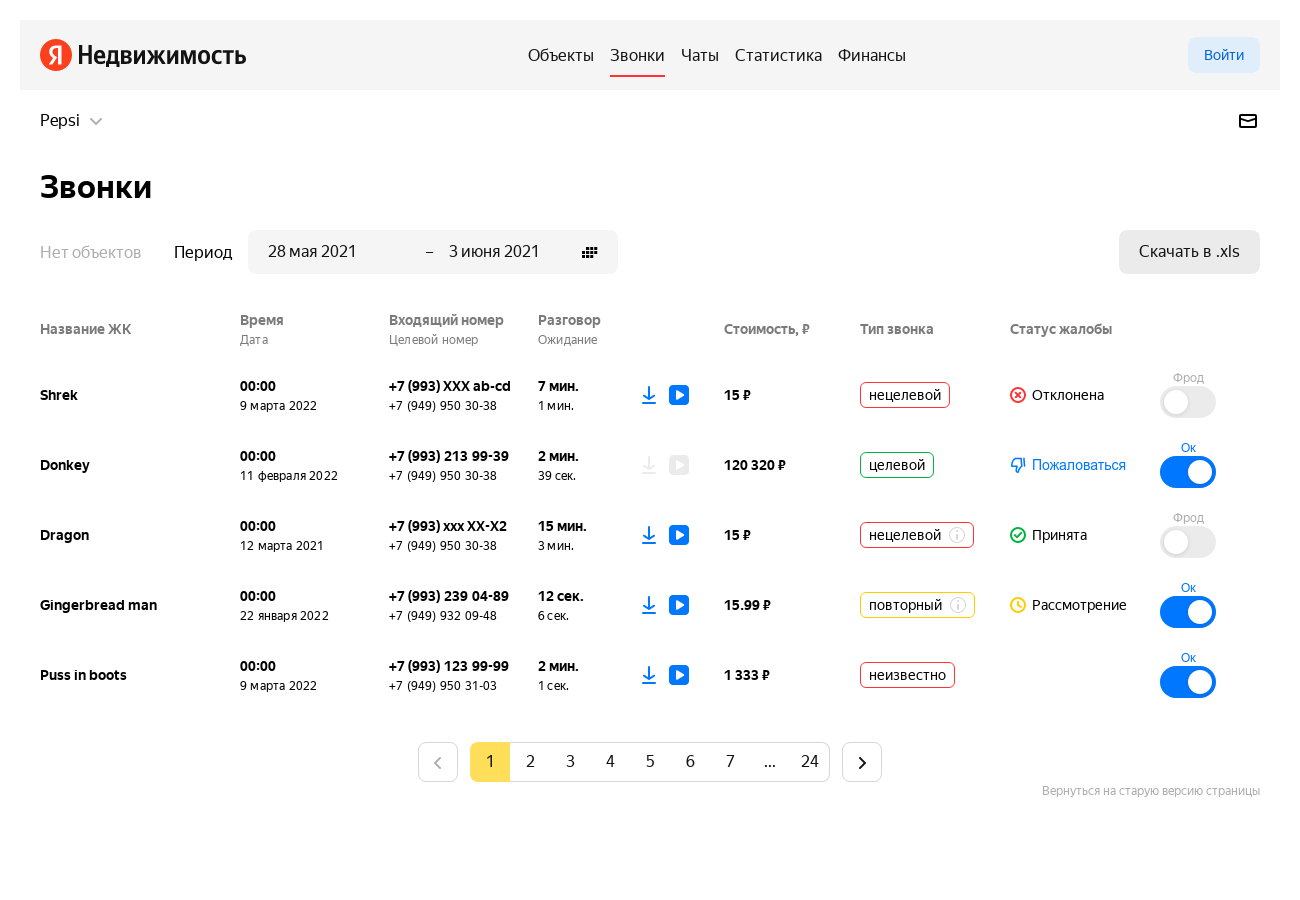 Я Недвижимость
Объекты Звонки Чаты Статистика Финансы
Войти
Pepsi
Звонки
Нет объектов Период 28 мая 2021 – 3 июня 2021 Скачать в .xls
Название ЖК Время Входящий номер Разговор Стоимость, ₽ Тип звонка Статус жалобы
Дата Целевой номер Ожидание
Фрод
Shrek 00:00 +7 (993) XXX ab-cd 7 мин. 15 ₽ нецелевой Отклонена
9 марта 2022 +7 (949) 950 30-38 1 мин.
Ок
Donkey 00:00 +7 (993) 213 99-39 2 мин. 120 320 ₽ целевой Пожаловаться
11 февраля 2022 +7 (949) 950 30-38 39 сек.
Фрод
Dragon 00:00 +7 (993) xxx XX-X2 15 мин. 15 ₽ нецелевой Принята
12 марта 2021 +7 (949) 950 30-38 3 мин.
Ок
Gingerbread man 00:00 +7 (993) 239 04-89 12 сек. 15.99 ₽ повторный Рассмотрение
22 января 2022 +7 (949) 932 09-48 6 сек.
Ок
Puss in boots 00:00 +7 (993) 123 99-99 2 мин. 1 333 ₽ неизвестно
9 марта 2022 +7 (949) 950 31-03 1 сек.
1 2 3 4 5 6 7 ... 24
Вернуться на старую версию страницы